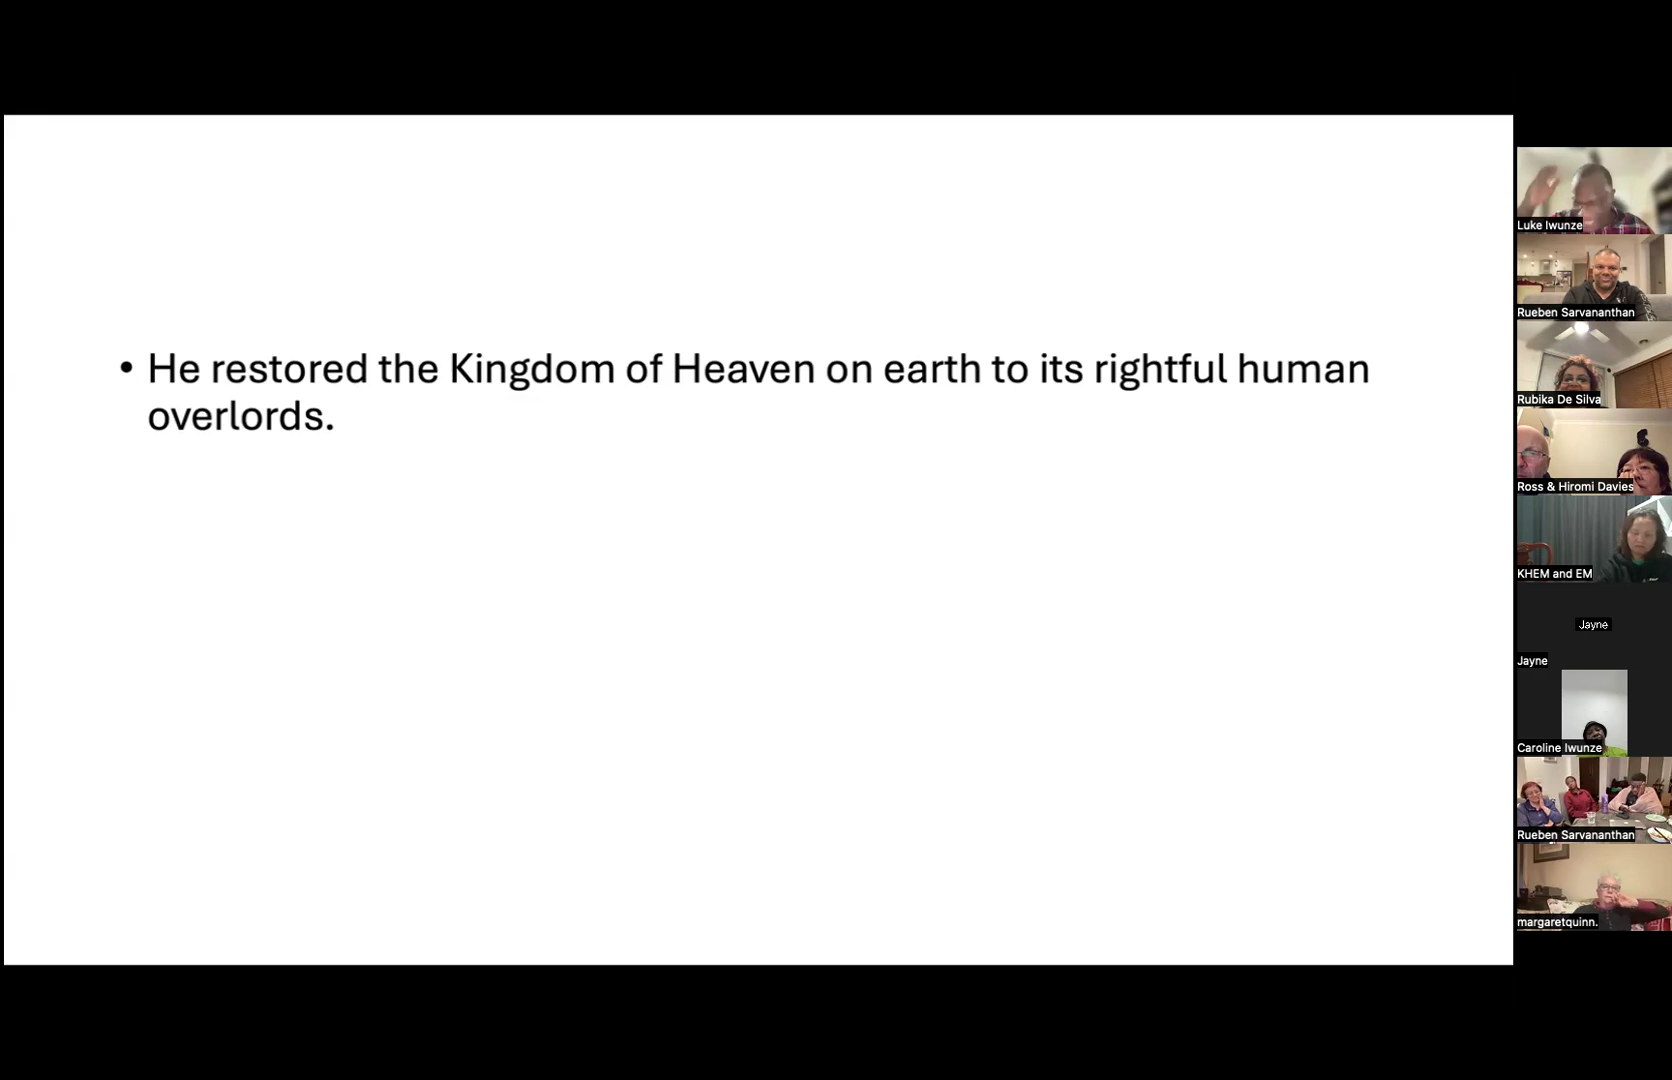 • He restored the Kingdom of Heaven on earth to its rightful human
overlords.
Luke Iwunze
Rueben Sarvananthan
Rubika De Silva
Ross & Hiromi Davies
KHEM and EM
Jayne
Jayne
Caroline Iwunze
Rueben Sarvananthan
margaretquinn.